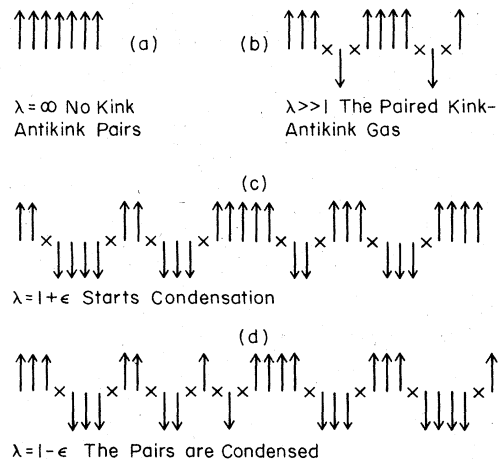 (a)
λ=∞ No Kink
Antikink Pairs
(b)
λ>>1 The Paired Kink-
Antikink Gas
(c)
λ=1+ϵ Starts Condensation
(d)
λ=1-ϵ The Pairs are Condensed